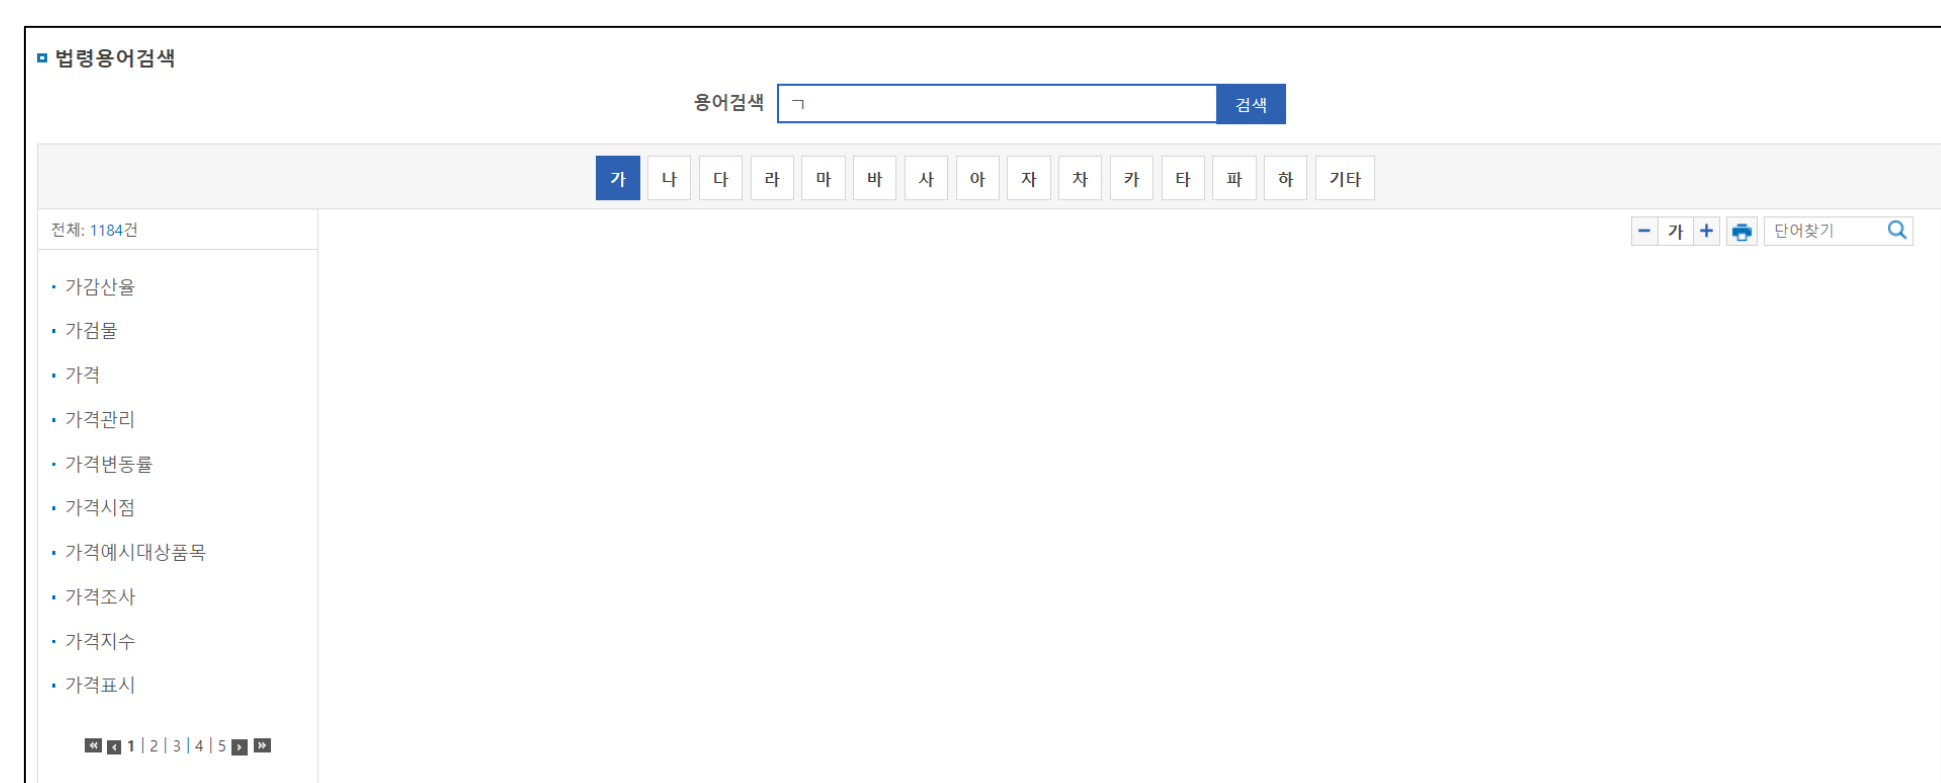 법령용어검색
용어검색 ㄱ 검색
가 나 다 라 마 바 사 아 자 차 카 타 파 하 기타
전체: 1184건
- 가 + 단어찾기
가감산율
가검물
가격
가격관리
가격변동률
가격시점
가격예시대상품목
가격조사
가격지수
가격표시
1 | 2 | 3 | 4 | 5